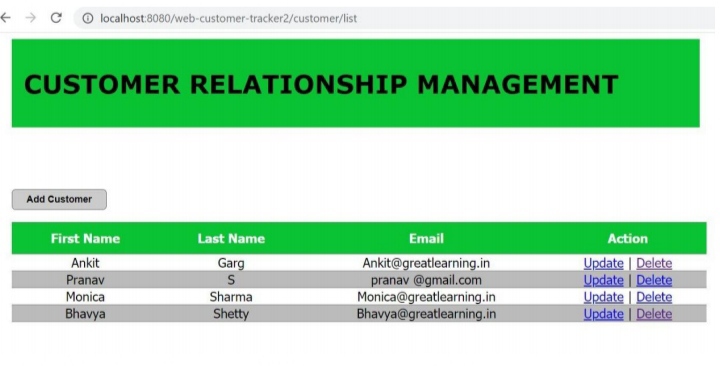 localhost:8080/web-customer-tracker2/customer/list
CUSTOMER RELATIONSHIP MANAGEMENT
Add Customer
First Name Last Name Email Action
Ankit Garg Ankit@greatlearning.in Update | Delete
Pranav S pranav @gmail.com Update | Delete
Monica Sharma Monica@greatlearning.in Update | Delete
Bhavya Shetty Bhavya@greatlearning.in Update | Delete